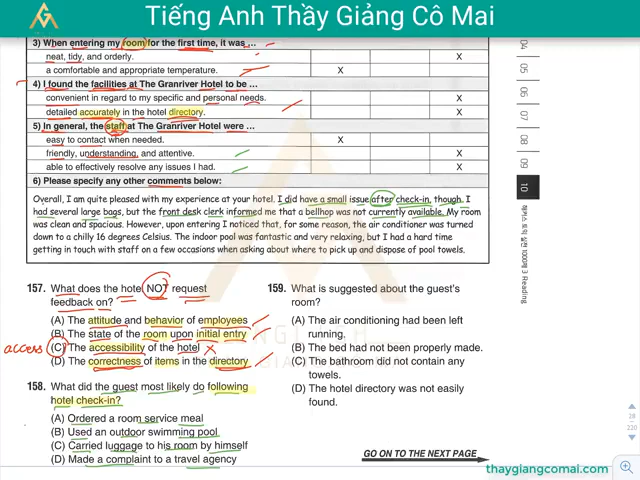 Tiếng Anh Thầy Giảng Cô Mai
3) When entering my room for the first time, it was ...
neat, tidy, and orderly. X
a comfortable and appropriate temperature. X
4) I found the facilities at The Granriver Hotel to be ...
convenient in regard to my specific and personal needs. X
detailed accurately in the hotel directory. X
5) In general, the staff at The Granriver Hotel were ...
easy to contact when needed. X
friendly, understanding, and attentive. X
able to effectively resolve any issues I had. X
6) Please specify any other comments below:
Overall, I am quite pleased with my experience at your hotel. I did have a small issue after check-in, though. I
had several large bags, but the front desk clerk informed me that a bellhop was not currently available. My room
was clean and spacious. However, upon entering I noticed that, for some reason, the air conditioner was turned
down to a chilly 16 degrees Celsius. The indoor pool was fantastic and very relaxing, but I had a hard time
getting in touch with staff on a few occasions when asking about where to pick up and dispose of pool towels.
157. What does the hotel NOT request
feedback on?
(A) The attitude and behavior of employees
(B) The state of the room upon initial entry
access (C) The accessibility of the hotel
(D) The correctness of items in the directory
158. What did the guest most likely do following
hotel check-in?
(A) Ordered a room service meal
(B) Used an outdoor swimming pool
(C) Carried luggage to his room by himself
(D) Made a complaint to a travel agency
159. What is suggested about the guest's
room?
(A) The air conditioning had been left
running.
(B) The bed had not been properly made.
(C) The bathroom did not contain any
towels.
(D) The hotel directory was not easily
found.
GO ON TO THE NEXT PAGE
04
05
06
07
08
09
10
해커스 토익 실전 1000제 3 Reading
220
thaygiangcomai.com